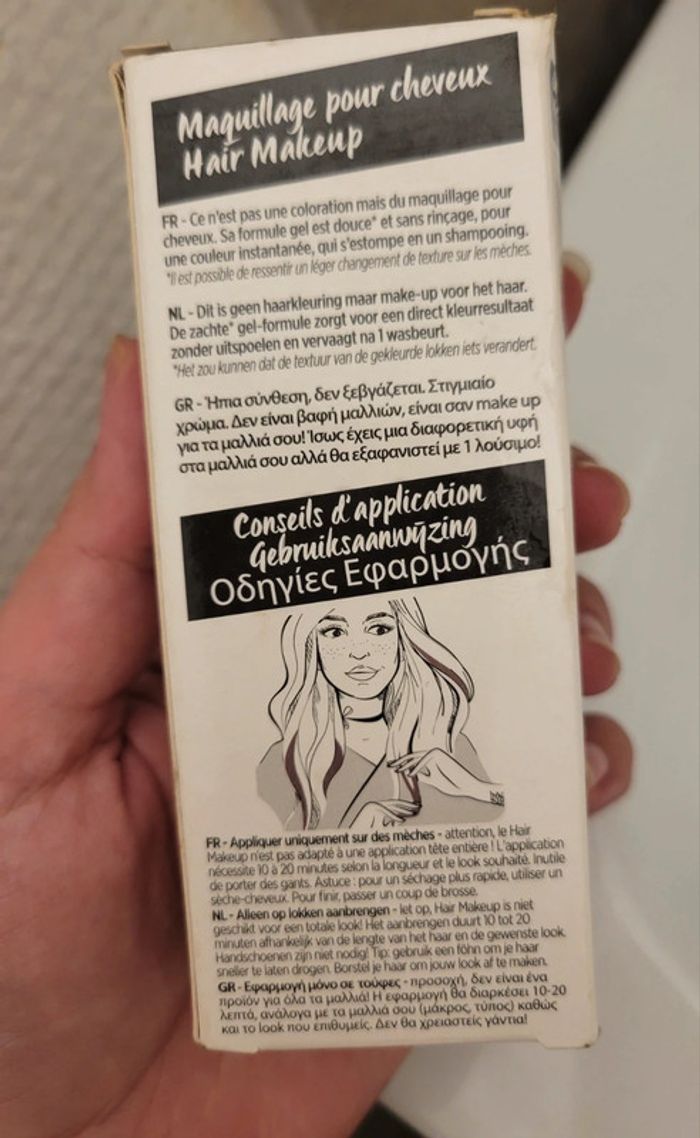 Maquillage pour cheveux
Hair Makeup
FR - Ce n'est pas une coloration mais du maquillage pour
cheveux. Sa formule gel est douce* et sans rinçage, pour
une couleur instantanée, qui s'estompe en un shampooing.
*Il est possible de ressentir un léger changement de texture sur les mèches.
NL - Dit is geen haarkleuring maar make-up voor het haar.
De zachte* gel-formule zorgt voor een direct kleurresultaat
zonder uitspoelen en vervaagt na 1 wasbeurt.
*Het zou kunnen dat de textuur van de gekleurde lokken iets verandert.
GR - Ήπια σύνθεση, δεν ξεβγάζεται. Στιγμιαίο
χρώμα. Δεν είναι βαφή μαλλιών, είναι σαν make up
για τα μαλλιά σου! Ίσως έχεις μια διαφορετική υφή
στα μαλλιά σου αλλά θα εξαφανιστεί με 1 λούσιμο!
Conseils d'application
Gebruiksaanwijzing
Οδηγίες Εφαρμογής
FR - Appliquer uniquement sur des mèches - attention, le Hair
Makeup n'est pas adapté à une application tête entière ! L'application
nécessite 10 à 20 minutes selon la longueur et le look souhaité. Inutile
de porter des gants. Astuce : pour un séchage plus rapide, utiliser un
sèche-cheveux. Pour finir, passer un coup de brosse.
NL - Alleen op lokken aanbrengen - let op, Hair Makeup is niet
geschikt voor een totale look! Het aanbrengen duurt 10 tot 20
minuten afhankelijk van de lengte van het haar en de gewenste look.
Handschoenen zijn niet nodig! Tip: gebruik een föhn om je haar
sneller te laten drogen. Borstel je haar om jouw look af te maken.
GR - Εφαρμογή μόνο σε τούφες - προσοχή, δεν είναι ένα
προϊόν για όλα τα μαλλιά! Η εφαρμογή θα διαρκέσει 10-20
λεπτά, ανάλογα με τα μαλλιά σου (μάκρος, τύπος) καθώς
και το look που επιθυμείς. Δεν θα χρειαστείς γάντια!